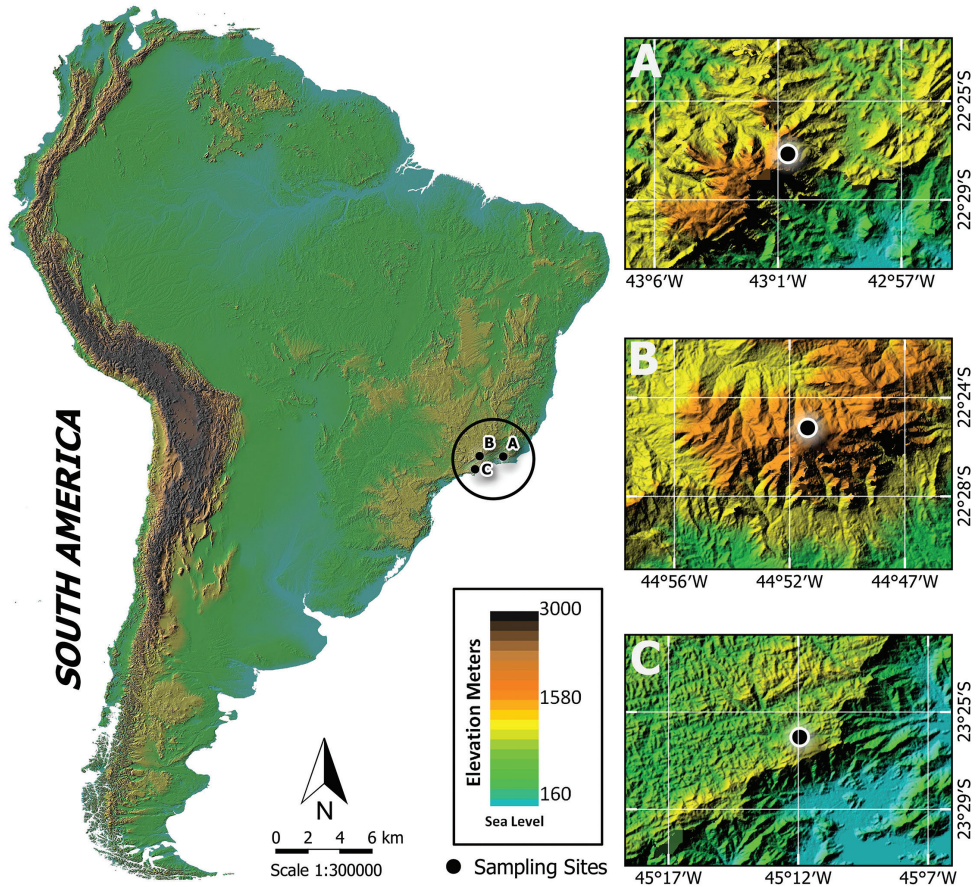 SOUTH AMERICA
B
A
C
N
0 2 4 6 km
Scale 1:300000
Elevation Meters
3000
1580
160
Sea Level
Sampling Sites
A
22°25'S
22°29'S
43°6'W 43°1'W 42°57'W
B
22°24'S
22°28'S
44°56'W 44°52'W 44°47'W
C
23°25'S
23°29'S
45°17'W 45°12'W 45°7'W